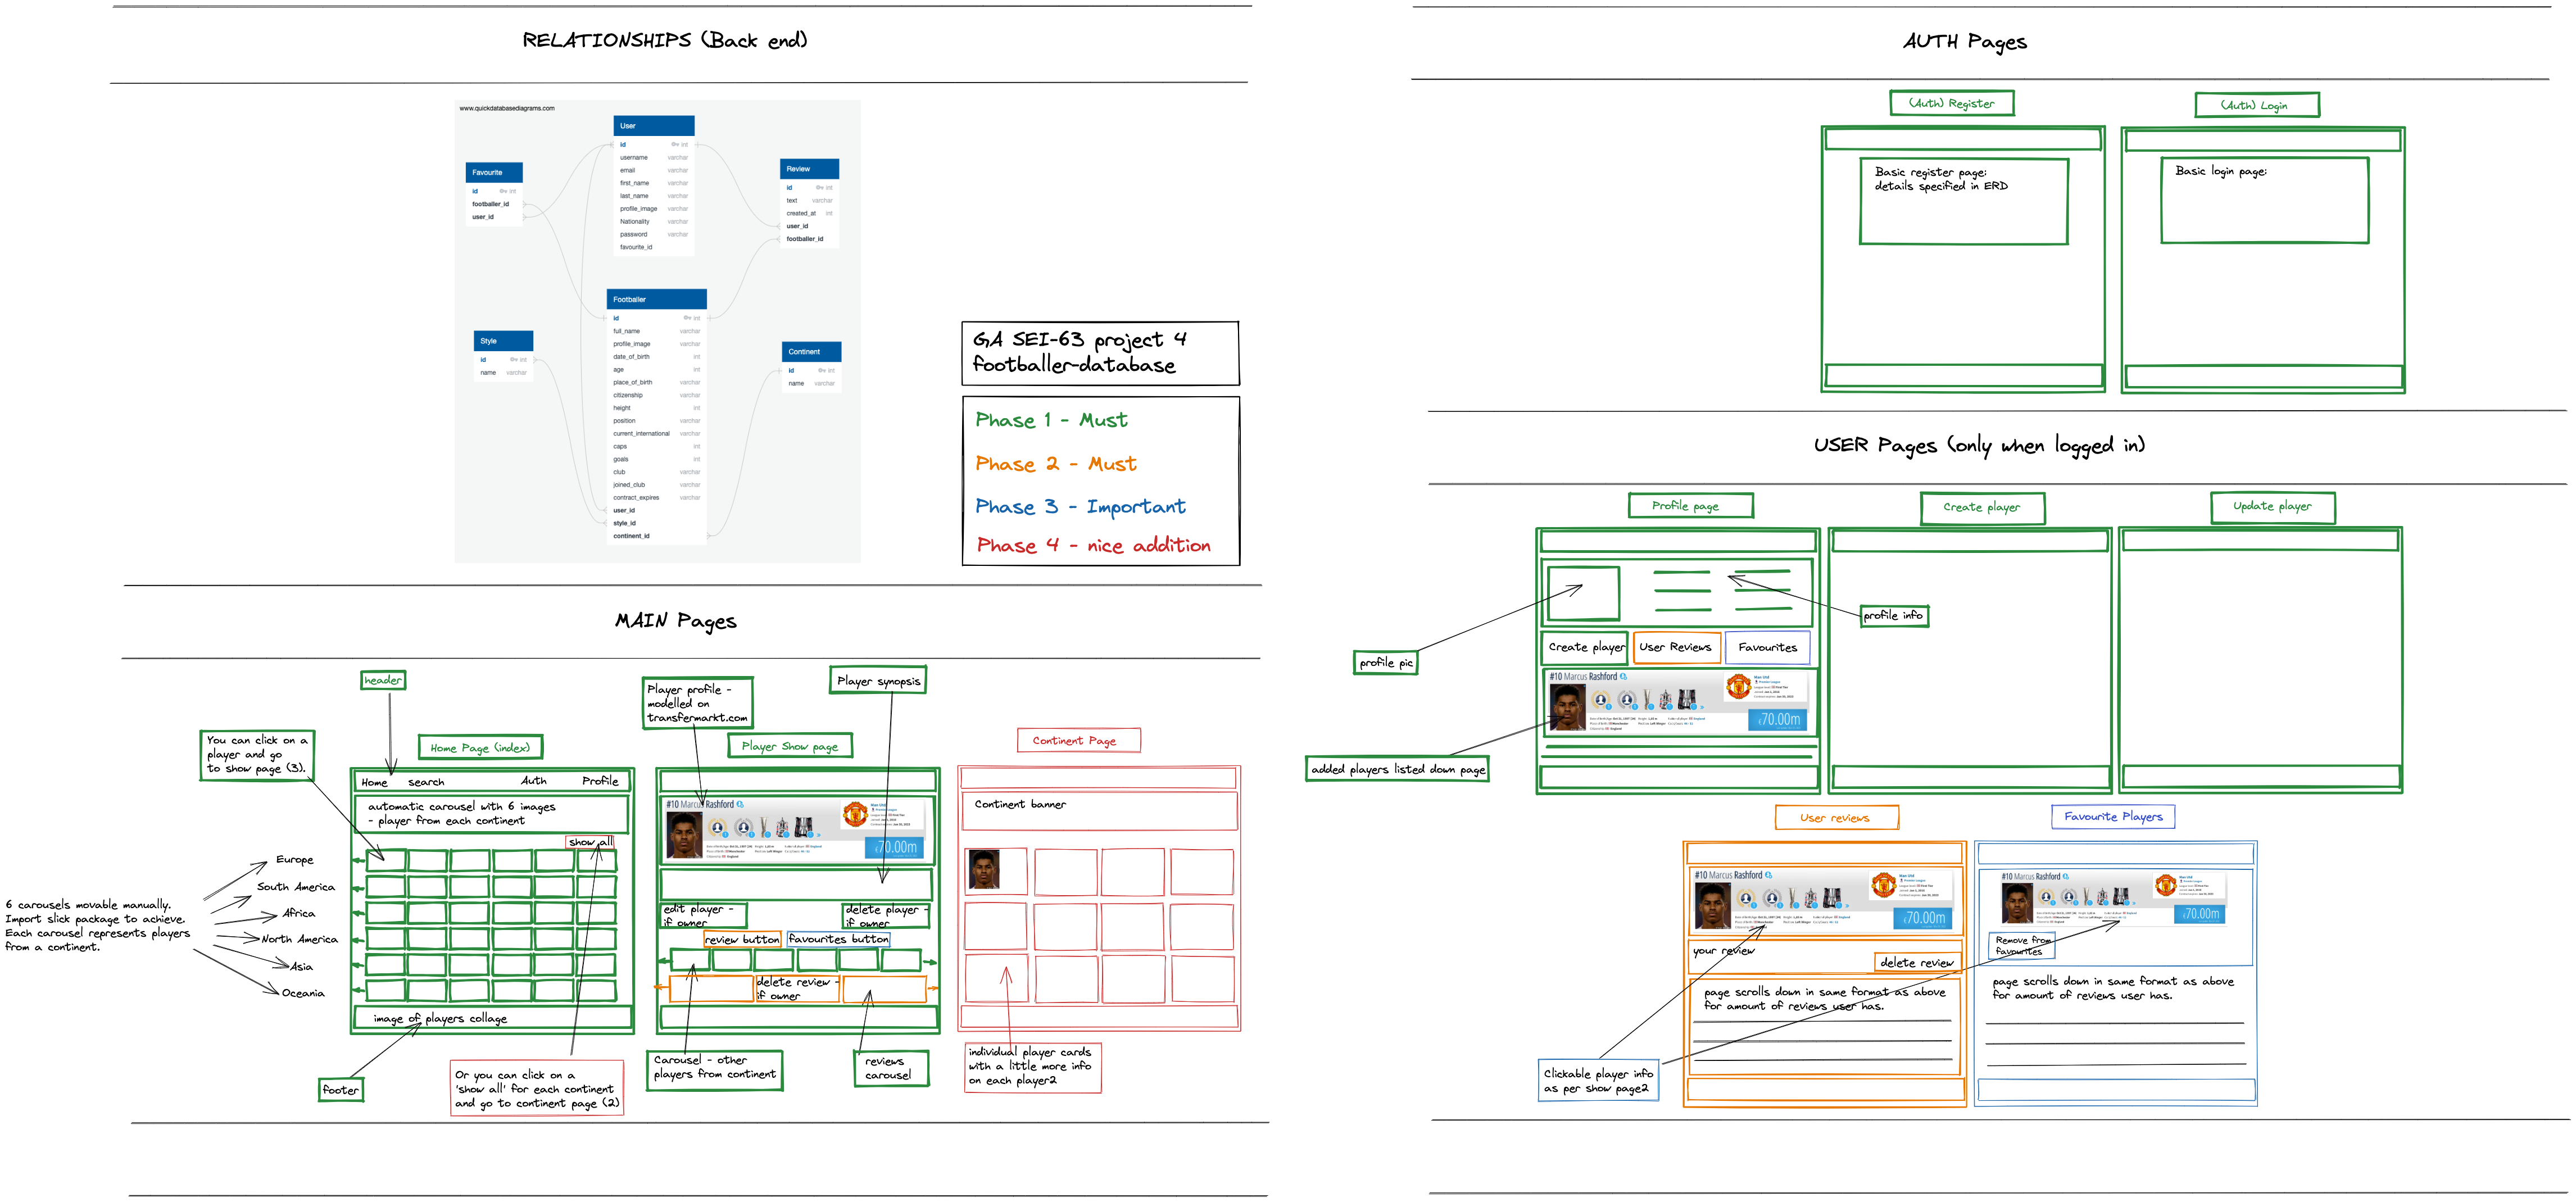 RELATIONSHIPS (Back end)
www.quickdatabasediagrams.com
User
id int
username varchar
email varchar
first_name varchar
last_name varchar
profile_image varchar
Nationality varchar
password varchar
favourite_id
Favourite
id int
footballer_id
user_id
Review
id int
text varchar
created_at int
user_id
footballer_id
Footballer
id int
full_name varchar
profile_image varchar
date_of_birth int
age int
place_of_birth varchar
citizenship varchar
height int
position varchar
current_international varchar
caps int
goals int
club varchar
joined_club varchar
contract_expires varchar
user_id
style_id
continent_id
Style
id int
name varchar
Continent
id int
name varchar
GA SEI-63 project 4
footballer-database
Phase 1 - Must
Phase 2 - Must
Phase 3 - Important
Phase 4 - nice addition
MAIN Pages
header
You can click on a
player and go
to show page (3).
Home Page (index)
Home search Auth Profile
automatic carousel with 6 images
- player from each continent
show all
Europe
South America
Africa
North America
Asia
Oceania
6 carousels movable manually.
Import slick package to achieve.
Each carousel represents players
from a continent.
image of players collage
footer
Or you can click on a
'show all' for each continent
and go to continent page (2)
Player profile -
modelled on
transfermarkt.com
Player synopsis
Player Show page
#10 Marcus Rashford
Man Utd
€70.00m
edit player -
if owner
delete player -
if owner
review button
favourites button
delete review -
if owner
Carousel - other
players from continent
reviews
carousel
Continent Page
Continent banner
individual player cards
with a little more info
on each player2
AUTH Pages
(Auth) Register
Basic register page:
details specified in ERD
(Auth) Login
Basic login page:
USER Pages (only when logged in)
Profile page
Create player
Update player
profile info
profile pic
Create player
User Reviews
Favourites
#10 Marcus Rashford
Man Utd
€70.00m
added players listed down page
User reviews
#10 Marcus Rashford
Man Utd
€70.00m
your review
delete review
page scrolls down in same format as above
for amount of reviews user has.
Favourite Players
#10 Marcus Rashford
Man Utd
€70.00m
Remove from
favourites
page scrolls down in same format as above
for amount of reviews user has.
Clickable player info
as per show page2